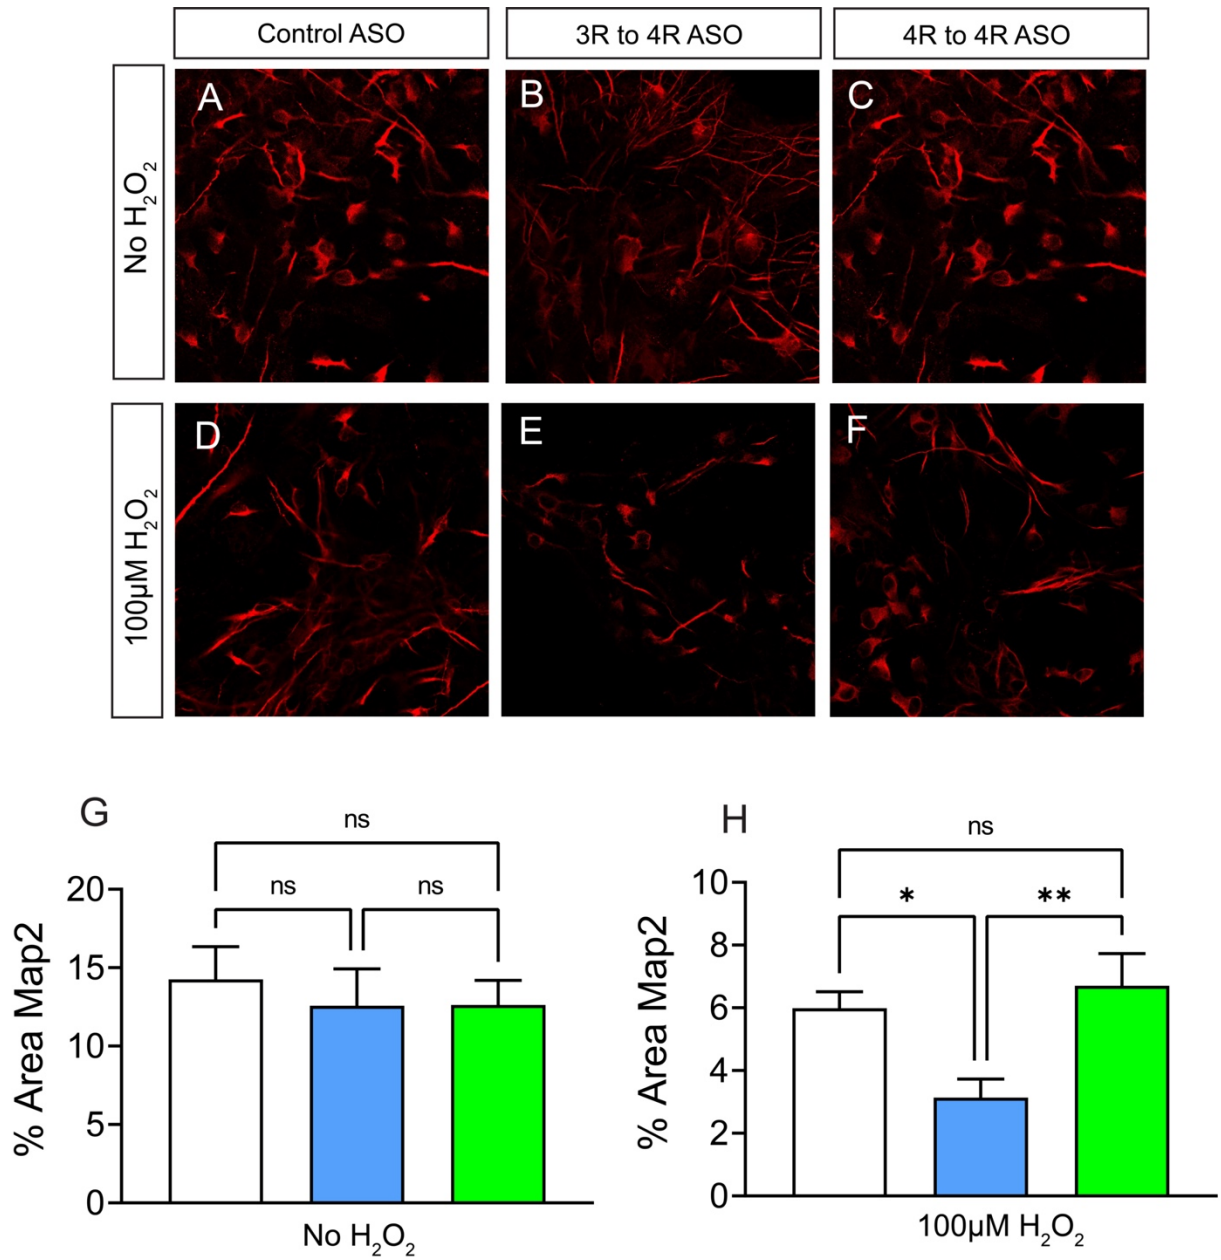 Control ASO
3R to 4R ASO
4R to 4R ASO
No H₂O₂
A
B
C
100µM H₂O₂
D
E
F
G
ns
ns
ns
% Area Map2
20
15
10
5
0
No H₂O₂
H
ns
*
**
% Area Map2
10
8
6
4
2
0
100µM H₂O₂